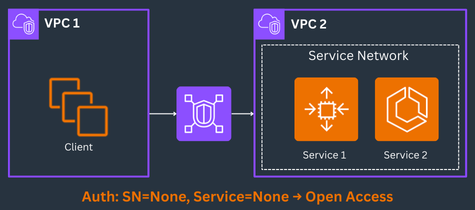 VPC 1
VPC 2
Service Network
Client
Service 1
Service 2
Auth: SN=None, Service=None → Open Access